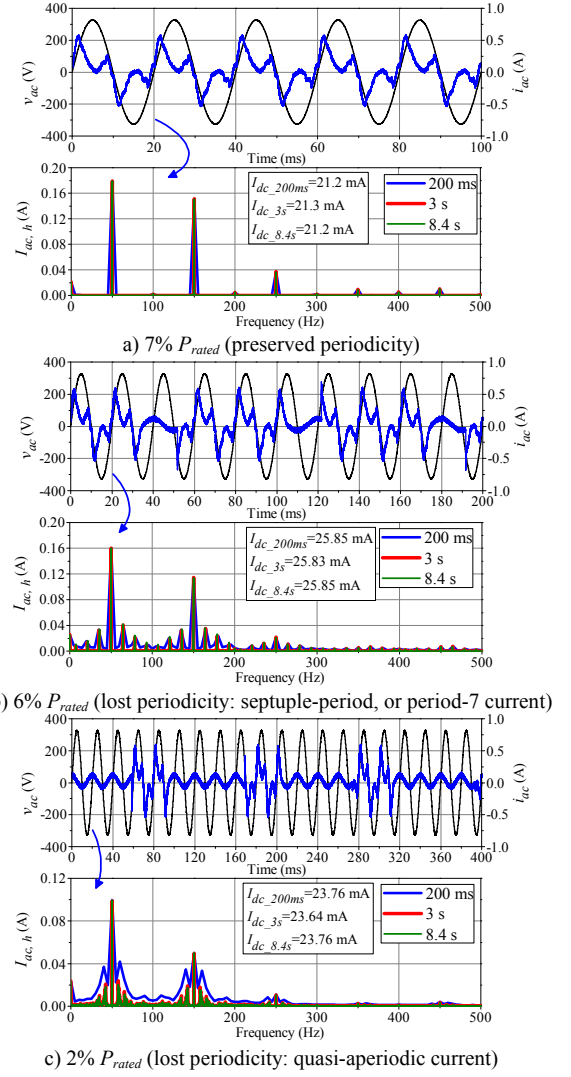 400
200
0
-200
-400
v_ac (V)
1.0
0.5
0.0
-0.5
-1.0
i_ac (A)
0 20 40 60 80 100
Time (ms)
0.20
0.16
0.12
0.08
0.04
0.00
I_ac, h (A)
I_dc_200ms=21.2 mA
I_dc_3s=21.3 mA
I_dc_8.4s=21.2 mA
200 ms
3 s
8.4 s
0 100 200 300 400 500
Frequency (Hz)
a) 7% P_rated (preserved periodicity)
400
200
0
-200
-400
v_ac (V)
1.0
0.5
0.0
-0.5
-1.0
i_ac (A)
0 20 40 60 80 100 120 140 160 180 200
Time (ms)
0.20
0.16
0.12
0.08
0.04
0.00
I_ac, h (A)
I_dc_200ms=25.85 mA
I_dc_3s=25.83 mA
I_dc_8.4s=25.85 mA
200 ms
3 s
8.4 s
0 100 200 300 400 500
Frequency (Hz)
) 6% P_rated (lost periodicity: septuple-period, or period-7 current)
400
200
0
-200
-400
v_ac (V)
1.0
0.5
0.0
-0.5
-1.0
i_ac (A)
0 40 80 120 160 200 240 280 320 360 400
Time (ms)
0.12
0.08
0.04
0.00
I_ac, h (A)
I_dc_200ms=23.76 mA
I_dc_3s=23.64 mA
I_dc_8.4s=23.76 mA
200 ms
3 s
8.4 s
0 100 200 300 400 500
Frequency (Hz)
c) 2% P_rated (lost periodicity: quasi-aperiodic current)